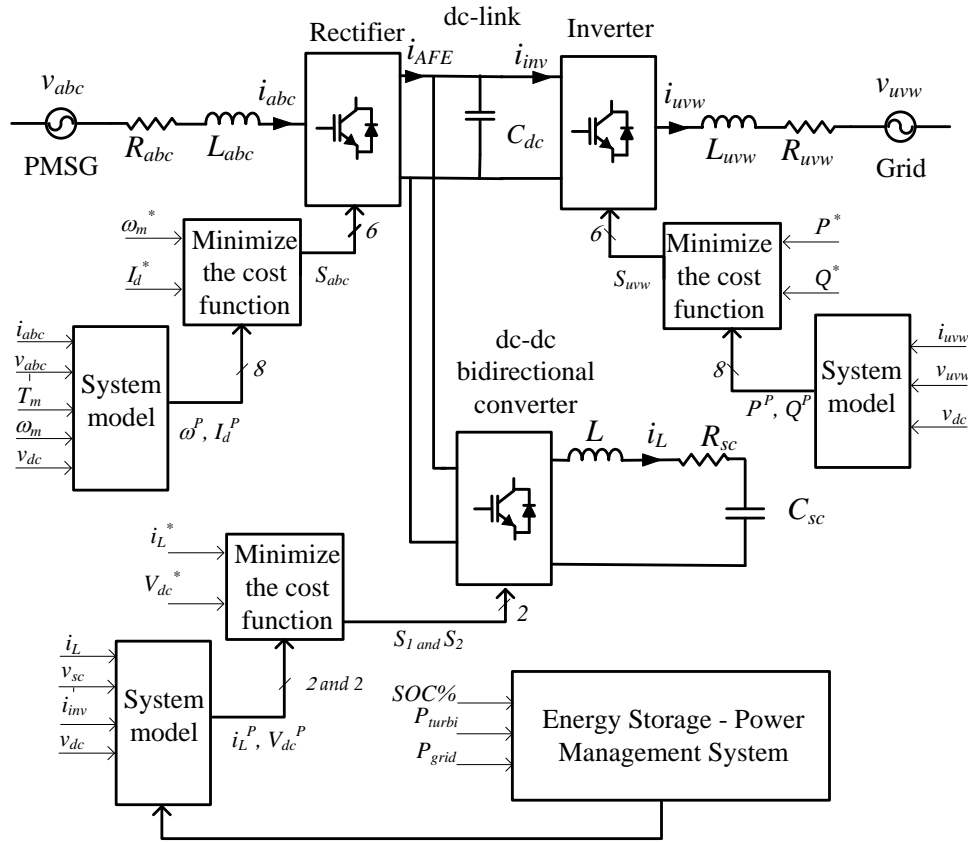 dc-link
Rectifier
Inverter
i_AFE
i_inv
v_abc
i_abc
i_uvw
v_uvw
C_dc
R_abc
L_abc
L_uvw
R_uvw
PMSG
Grid
ω_m*
Minimize
the cost
function
I_d*
S_abc
6
6
S_uvw
Minimize
the cost
function
P*
Q*
i_abc
v_abc
T_m
ω_m
v_dc
System
model
8
ω^P, I_d^P
dc-dc
bidirectional
converter
8
P^P, Q^P
System
model
i_uvw
v_uvw
v_dc
L
i_L
R_sc
C_sc
i_L*
V_dc*
Minimize
the cost
function
2
S_1 and S_2
i_L
v_sc
i_inv
v_dc
System
model
2 and 2
i_L^P, V_dc^P
SOC%
P_turbi
P_grid
Energy Storage - Power
Management System